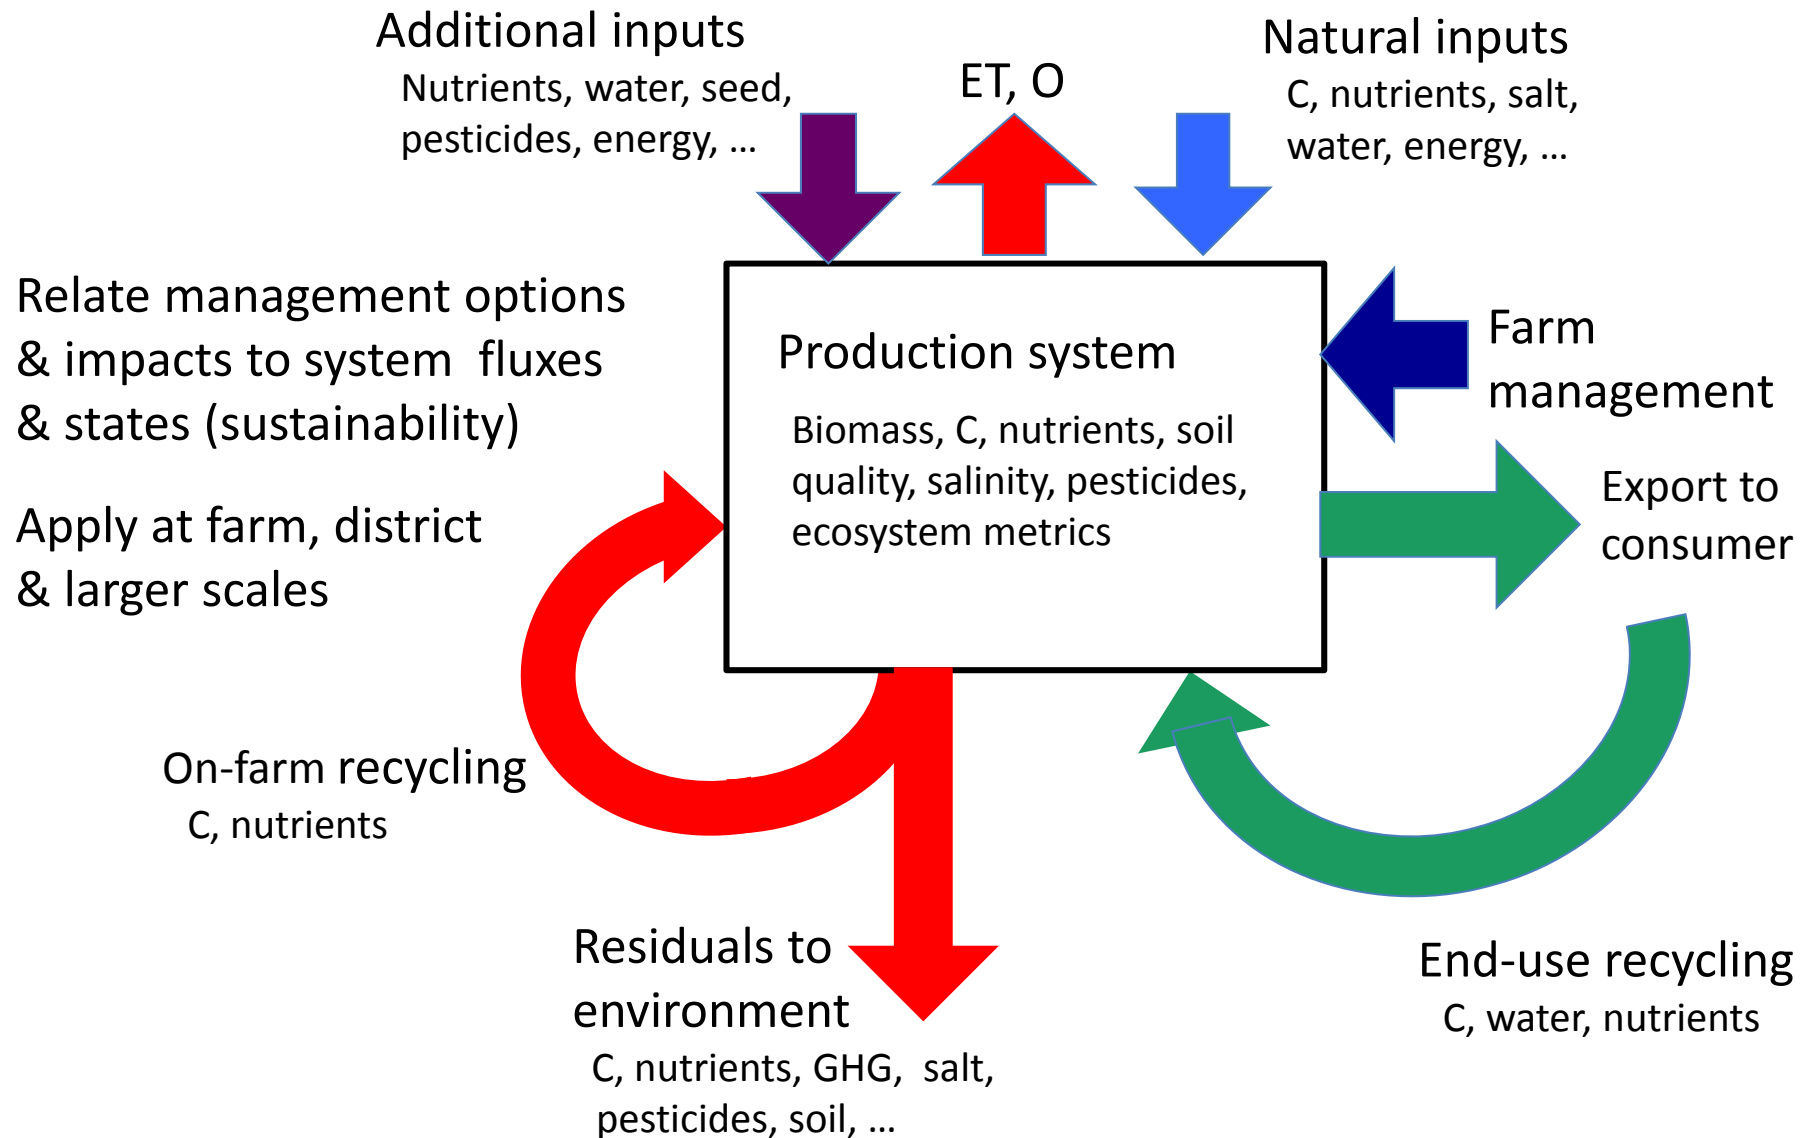 Additional inputs
Nutrients, water, seed,
pesticides, energy, ...
ET, O
Natural inputs
C, nutrients, salt,
water, energy, ...
Relate management options
& impacts to system fluxes
& states (sustainability)
Apply at farm, district
& larger scales
Production system
Biomass, C, nutrients, soil
quality, salinity, pesticides,
ecosystem metrics
Farm
management
Export to
consumer
On-farm recycling
C, nutrients
Residuals to
environment
C, nutrients, GHG, salt,
pesticides, soil, ...
End-use recycling
C, water, nutrients